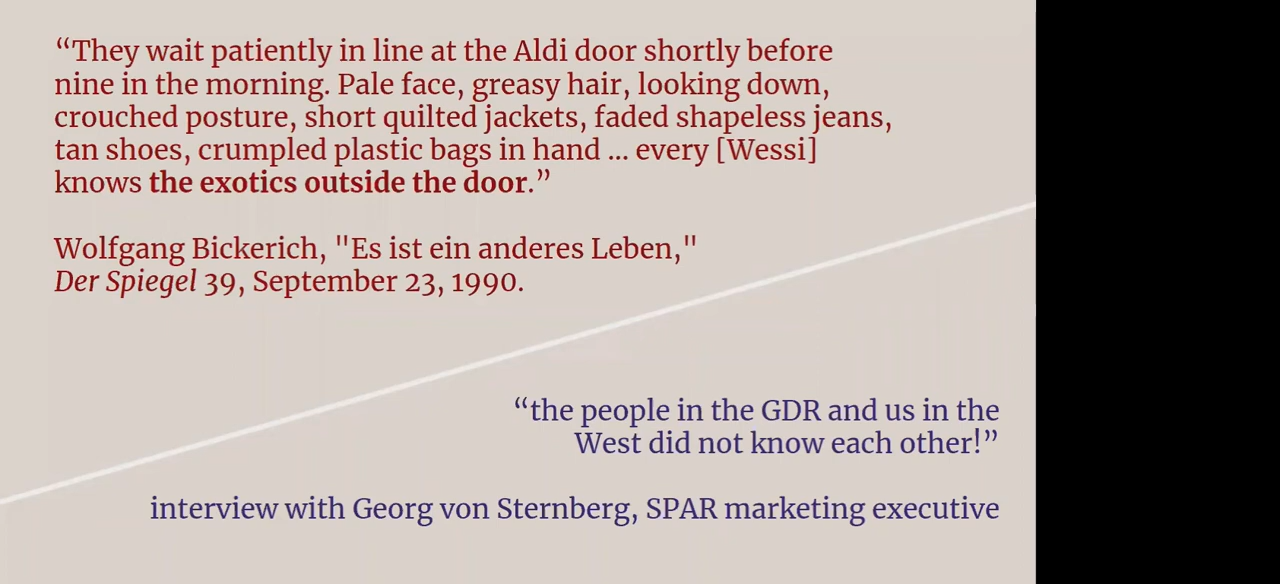 “They wait patiently in line at the Aldi door shortly before
nine in the morning. Pale face, greasy hair, looking down,
crouched posture, short quilted jackets, faded shapeless jeans,
tan shoes, crumpled plastic bags in hand ... every [Wessi]
knows the exotics outside the door.”
Wolfgang Bickerich, "Es ist ein anderes Leben,"
Der Spiegel 39, September 23, 1990.
“the people in the GDR and us in the
West did not know each other!”
interview with Georg von Sternberg, SPAR marketing executive